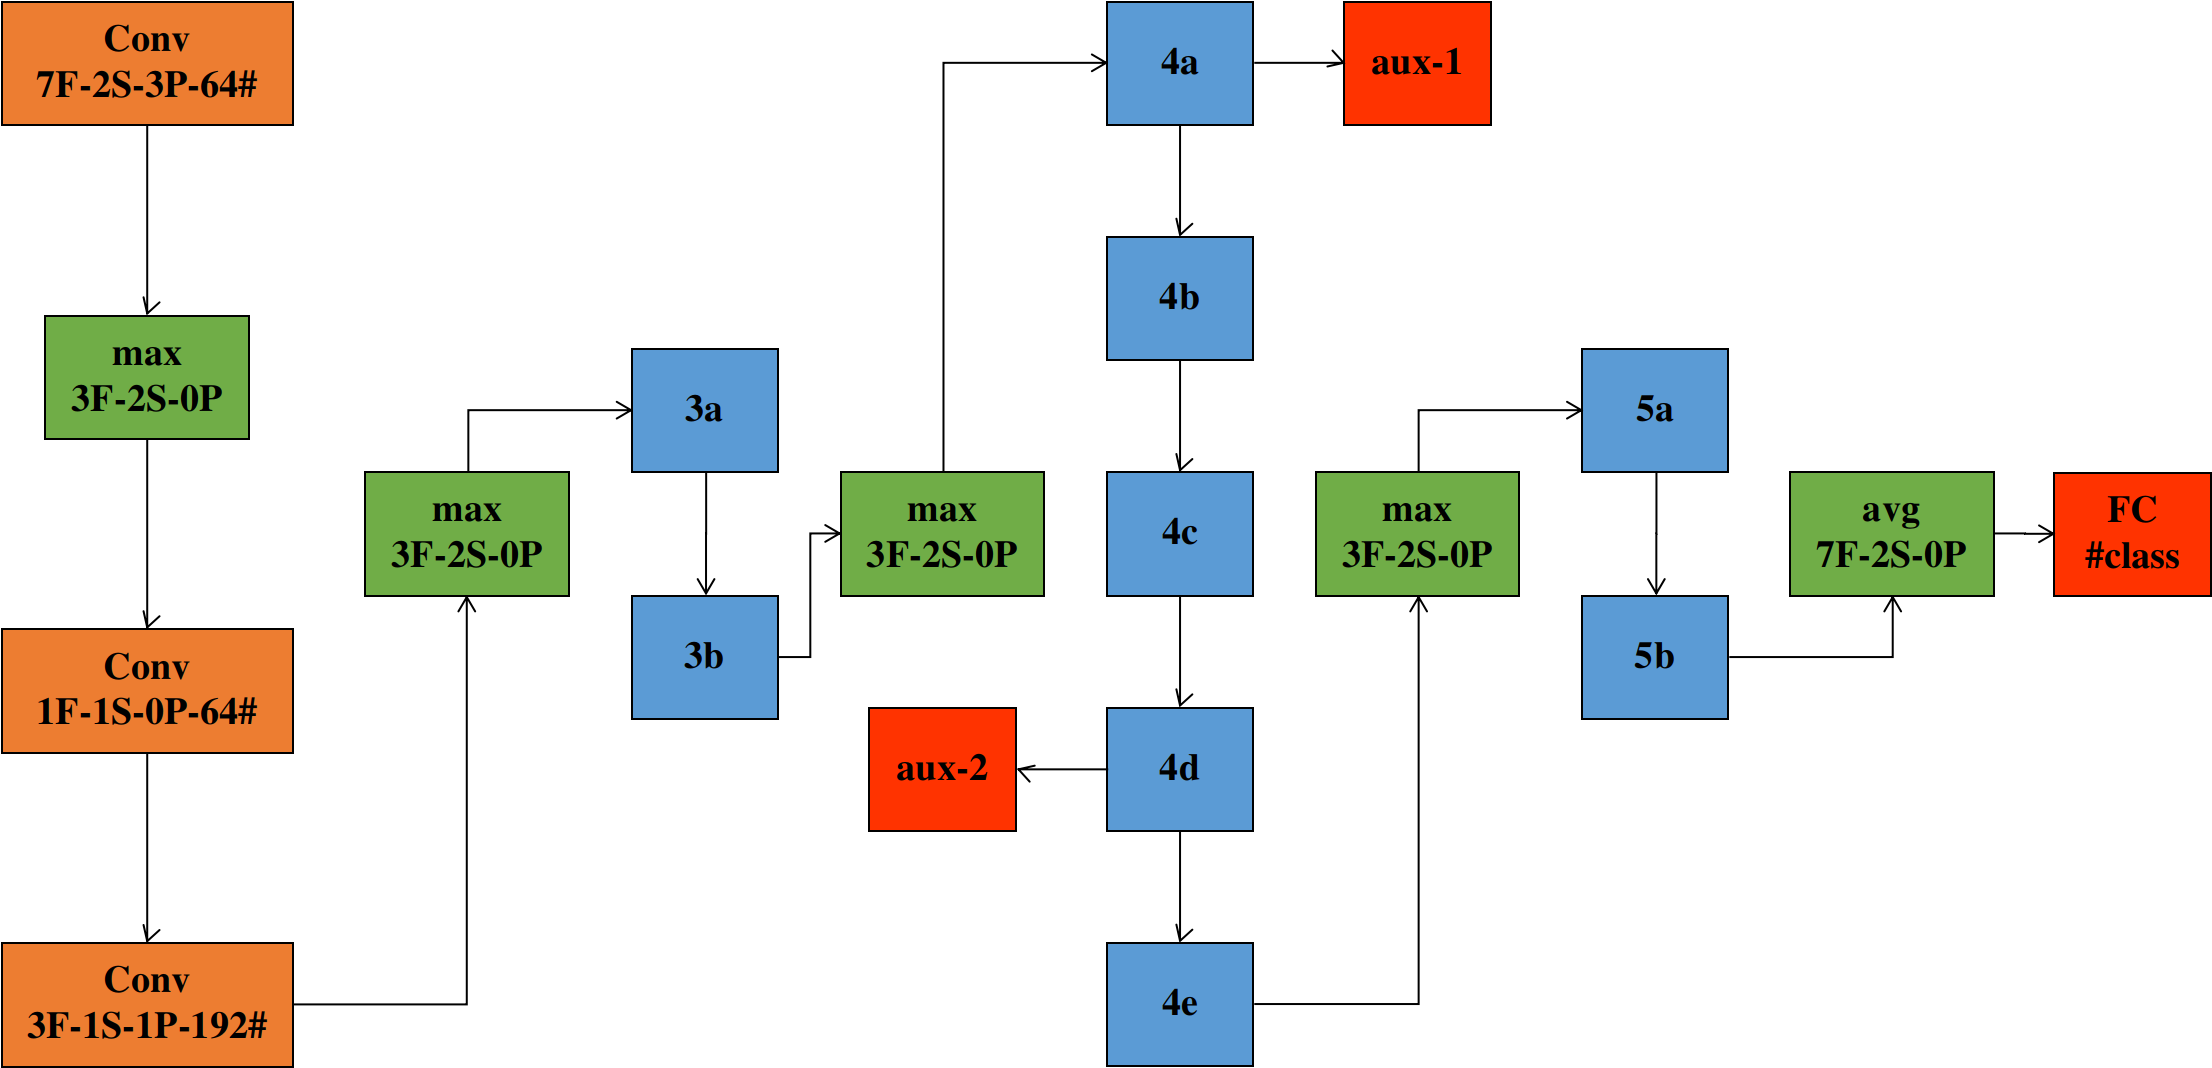 Conv
7F-2S-3P-64#
max
3F-2S-0P
Conv
1F-1S-0P-64#
Conv
3F-1S-1P-192#
max
3F-2S-0P
3a
3b
max
3F-2S-0P
4a
aux-1
4b
4c
4d
aux-2
4e
max
3F-2S-0P
5a
5b
avg
7F-2S-0P
FC
#class